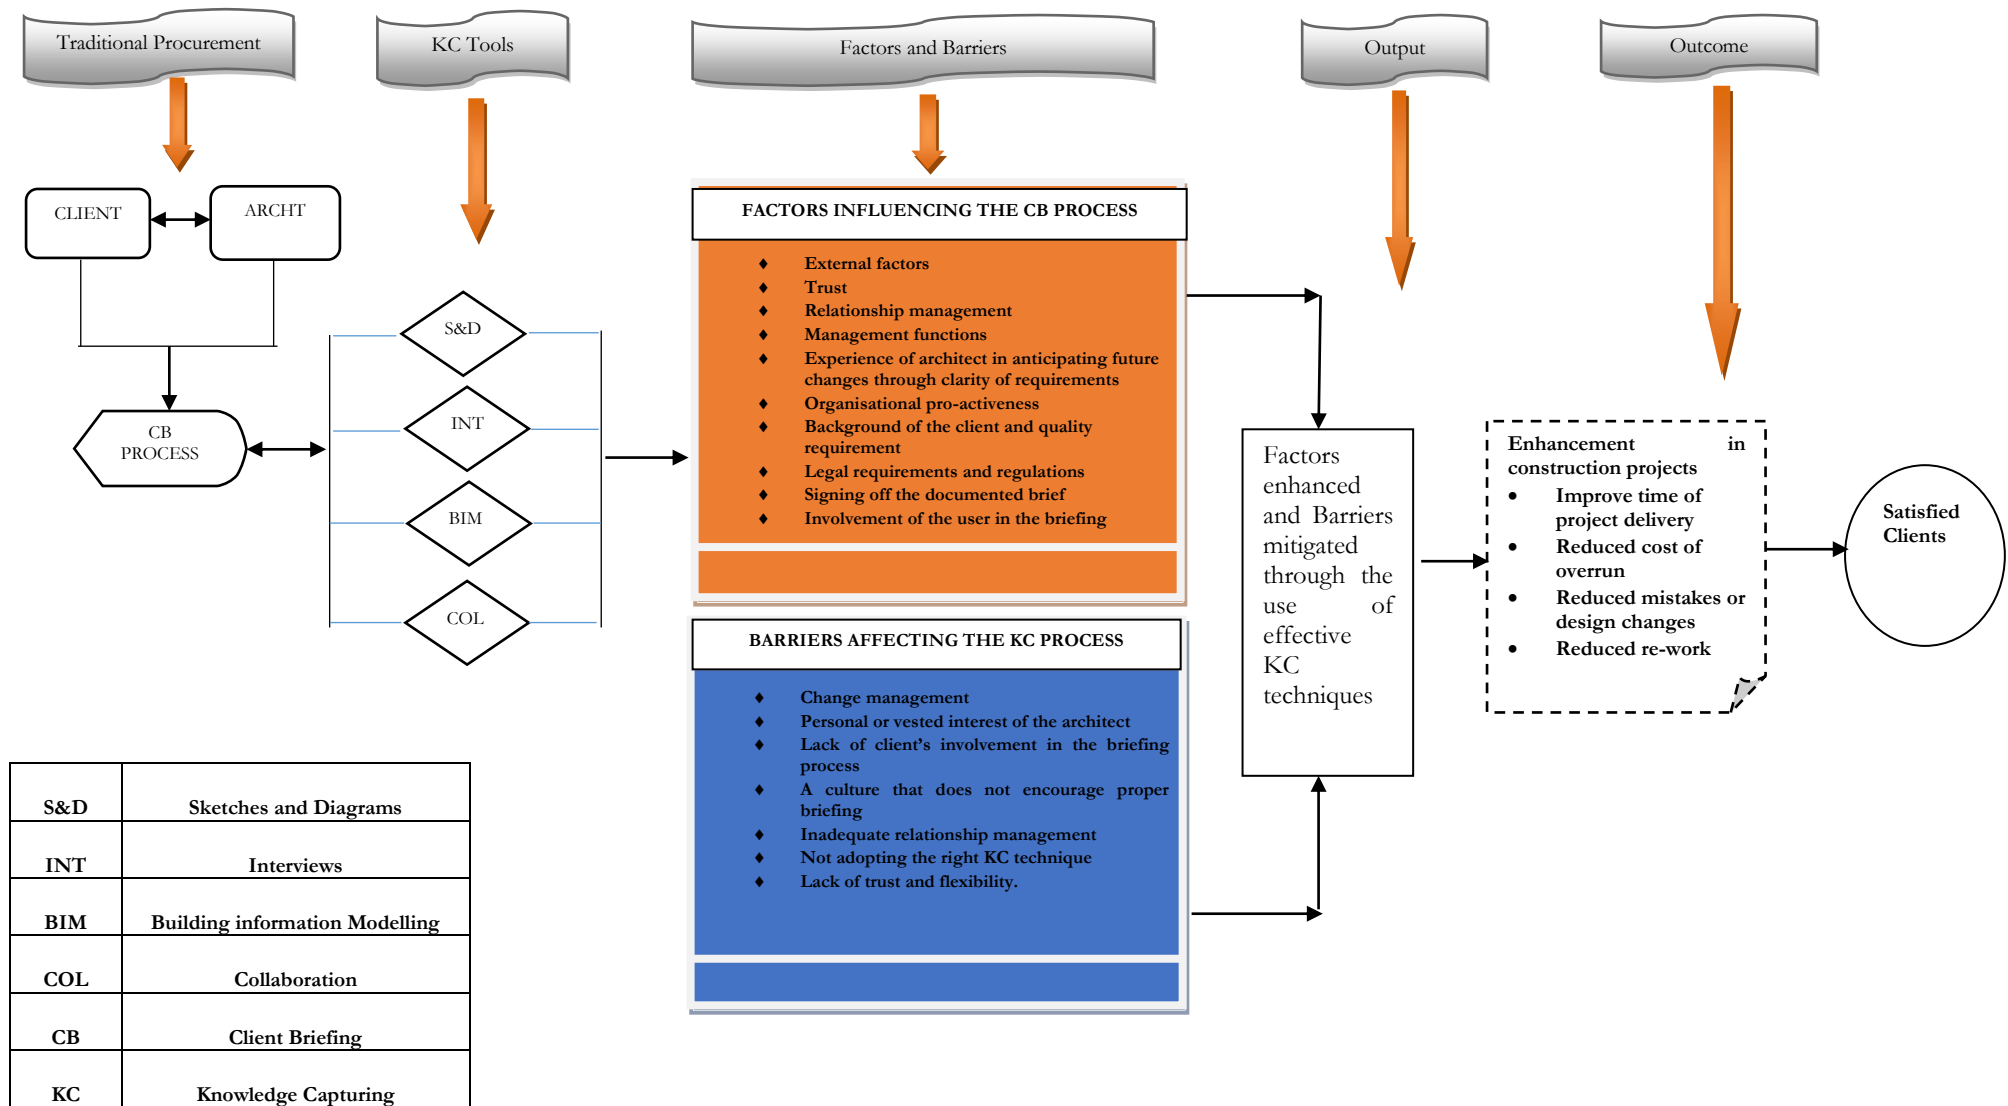 Traditional Procurement
KC Tools
Factors and Barriers
Output
Outcome
CLIENT
ARCHT
CB
PROCESS
S&D
INT
BIM
COL
FACTORS INFLUENCING THE CB PROCESS
♦ External factors
♦ Trust
♦ Relationship management
♦ Management functions
♦ Experience of architect in anticipating future
changes through clarity of requirements
♦ Organisational pro-activeness
♦ Background of the client and quality
requirement
♦ Legal requirements and regulations
♦ Signing off the documented brief
♦ Involvement of the user in the briefing
BARRIERS AFFECTING THE KC PROCESS
♦ Change management
♦ Personal or vested interest of the architect
♦ Lack of client’s involvement in the briefing
process
♦ A culture that does not encourage proper
briefing
♦ Inadequate relationship management
♦ Not adopting the right KC technique
♦ Lack of trust and flexibility.
Factors
enhanced
and Barriers
mitigated
through the
use of
effective
KC
techniques
Enhancement in
construction projects
• Improve time of
project delivery
• Reduced cost of
overrun
• Reduced mistakes or
design changes
• Reduced re-work
Satisfied
Clients
S&D Sketches and Diagrams
INT Interviews
BIM Building information Modelling
COL Collaboration
CB Client Briefing
KC Knowledge Capturing